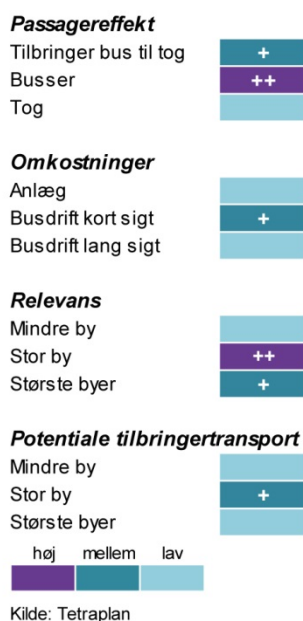 Passagereffekt
Tilbringer bus til tog +
Busser ++
Tog
Omkostninger
Anlæg
Busdrift kort sigt +
Busdrift lang sigt
Relevans
Mindre by
Stor by ++
Største byer +
Potentiale tilbringertransport
Mindre by
Stor by +
Største byer
høj mellem lav
Kilde: Tetraplan